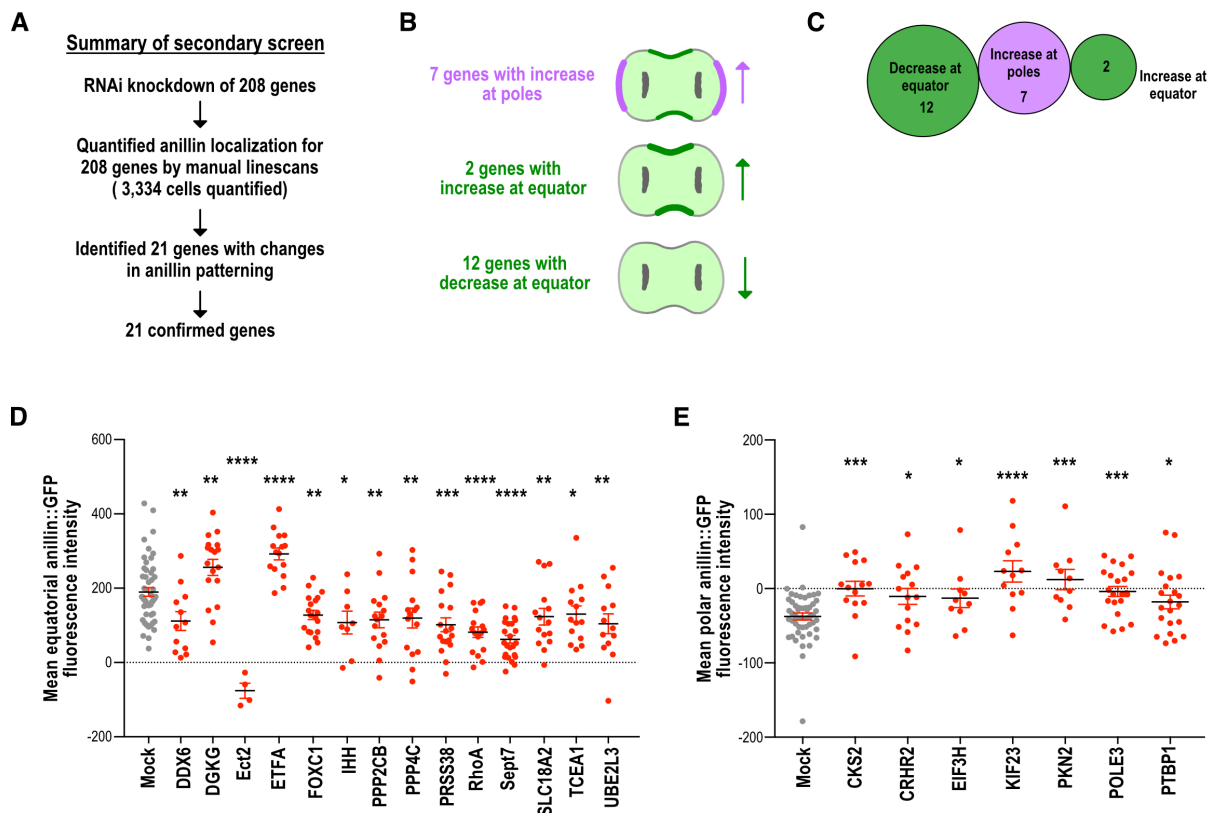 A
Summary of secondary screen
RNAi knockdown of 208 genes
Quantified anillin localization for
208 genes by manual linescans
( 3,334 cells quantified)
Identified 21 genes with changes
in anillin patterning
21 confirmed genes
B
7 genes with increase
at poles
2 genes with
increase at equator
12 genes with
decrease at equator
C
Decrease at
equator
12
Increase at
poles
7
2
Increase at
equator
D
Mean equatorial anillin::GFP
fluorescence intensity
600
400
200
0
-200
**
**
****
****
**
*
**
**
***
****
****
**
*
**
Mock
DDX6
DGKG
Ect2
ETFA
FOXC1
IHH
PPP2CB
PPP4C
PRSS38
RhoA
Sept7
SLC18A2
TCEA1
UBE2L3
E
Mean polar anillin::GFP
fluorescence intensity
200
100
0
-100
-200
***
*
*
****
***
***
*
Mock
CKS2
CRHR2
EIF3H
KIF23
PKN2
POLE3
PTBP1